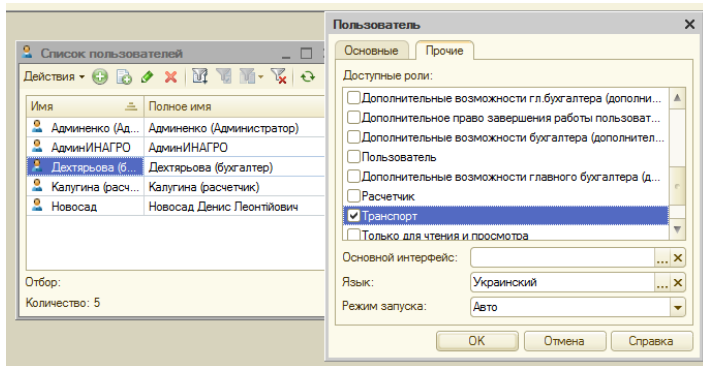 Список пользователей
Действия
Имя
Полное имя
Админенко (Ад...
Админенко (Администратор)
АдминИНАГРО
АдминИНАГРО
Дехтярьова (б...
Дехтярьова (бухгалтер)
Калугина (расч...
Калугина (расчетчик)
Новосад
Новосад Денис Леонтійович
Отбор:
Количество: 5
Пользователь
Основные
Прочие
Доступные роли:
Дополнительные возможности гл.бухгалтера (дополни...
Дополнительное право завершения работы пользоват...
Дополнительные возможности бухгалтера (дополнител...
Пользователь
Дополнительные возможности главного бухгалтера (д...
Расчетчик
Транспорт
Только для чтения и просмотра
Основной интерфейс:
...
Язык:
Украинский
...
Режим запуска:
Авто
OK
Отмена
Справка